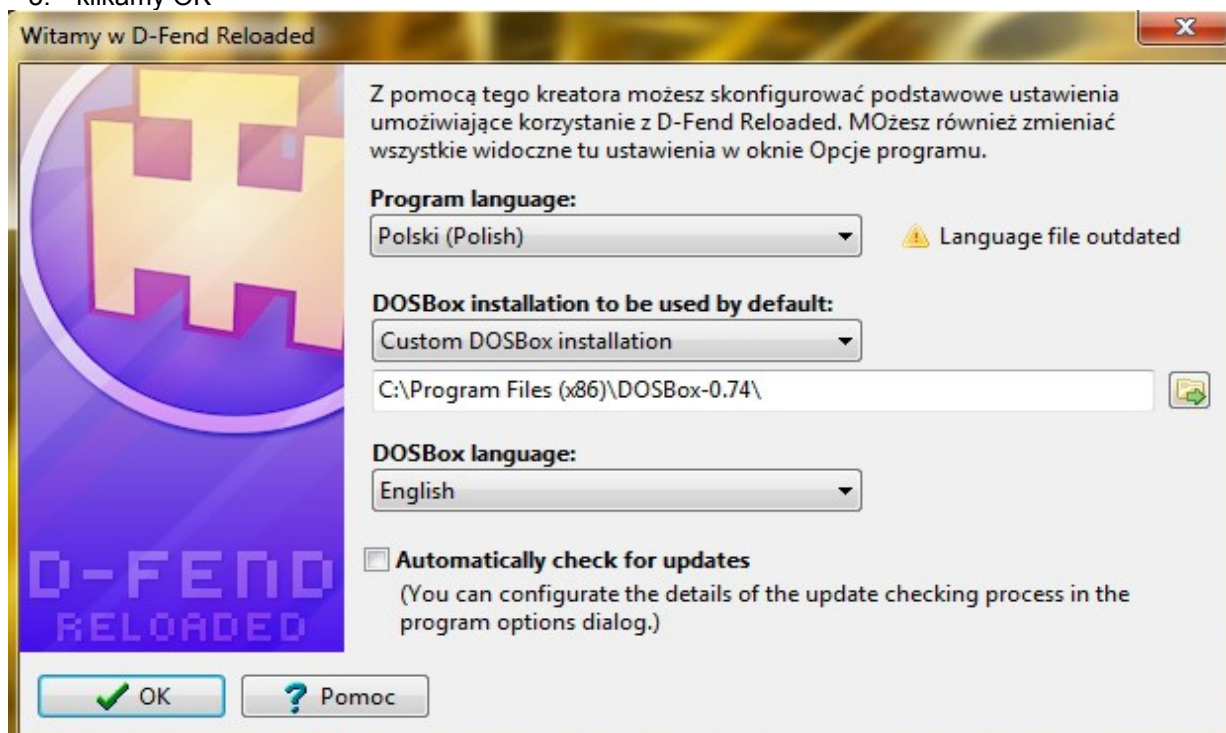 klikamy OK
Witamy w D-Fend Reloaded
Z pomocą tego kreatora możesz skonfigurować podstawowe ustawienia
umożiwiające korzystanie z D-Fend Reloaded. MOżesz również zmieniać
wszystkie widoczne tu ustawienia w oknie Opcje programu.
Program language:
Polski (Polish)
Language file outdated
DOSBox installation to be used by default:
Custom DOSBox installation
C:\Program Files (x86)\DOSBox-0.74\
DOSBox language:
English
Automatically check for updates
(You can configurate the details of the update checking process in the
program options dialog.)
D-FEND
RELOADED
OK
Pomoc